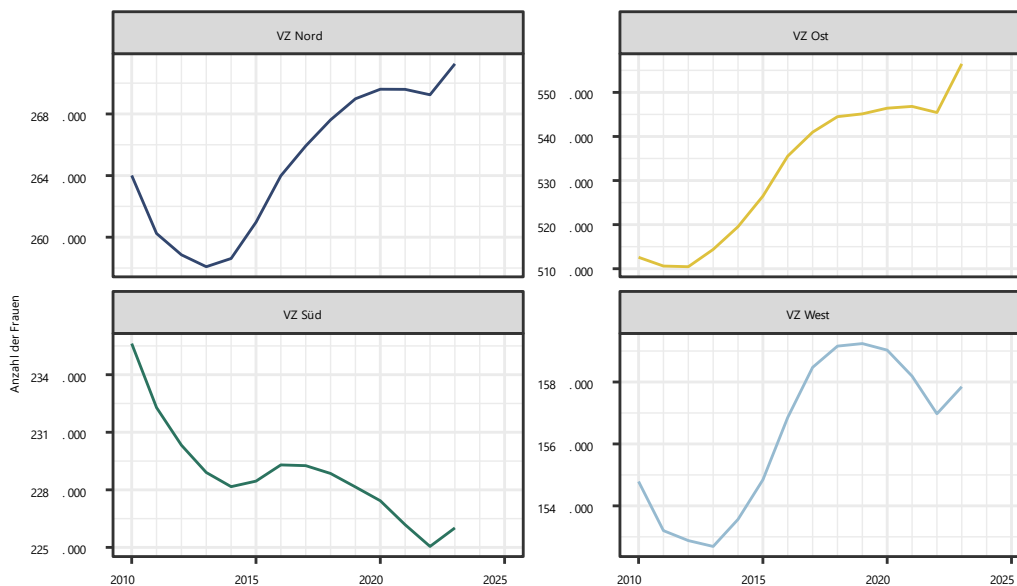 VZ Nord
VZ Ost
268 .000
264 .000
260 .000
550 .000
540 .000
530 .000
520 .000
510 .000
Anzahl der Frauen
VZ Süd
VZ West
234 .000
231 .000
228 .000
225 .000
158 .000
156 .000
154 .000
2010 2015 2020 2025
2010 2015 2020 2025